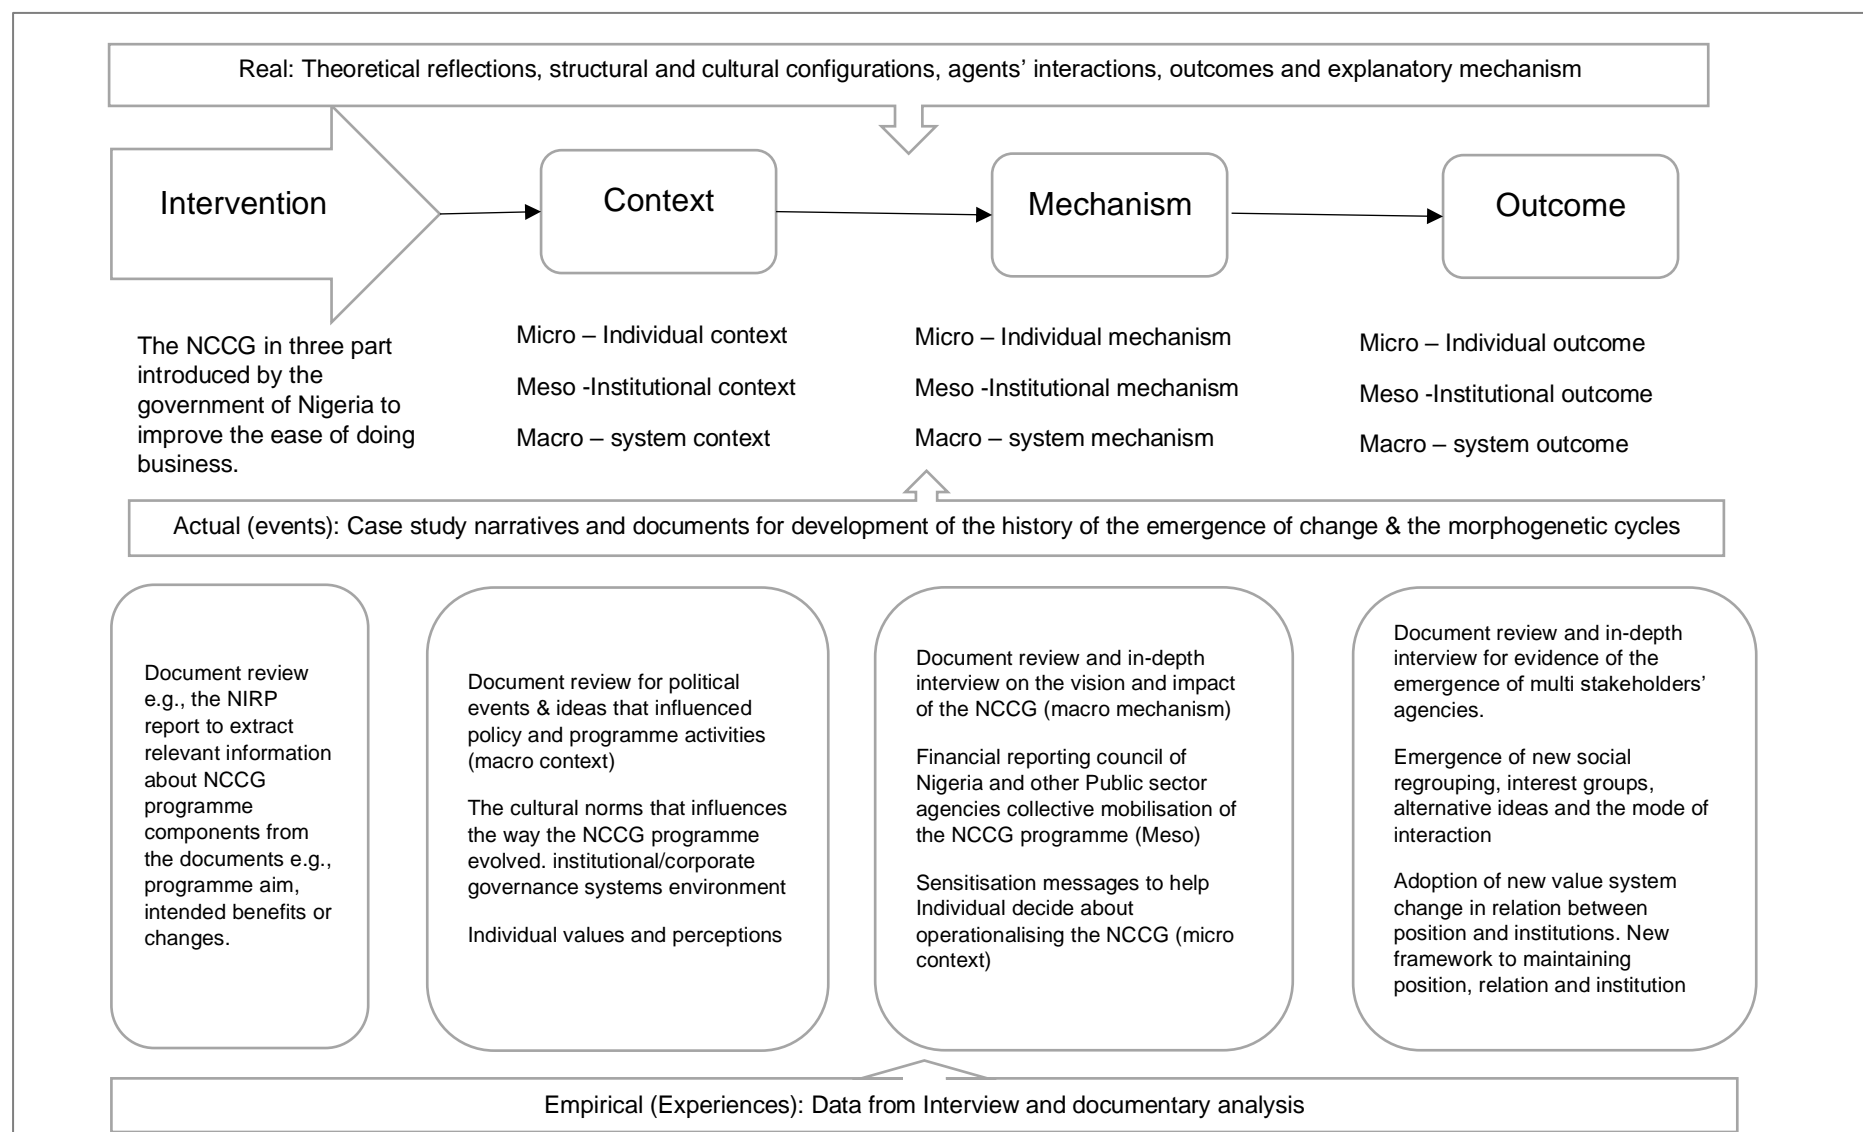 Real: Theoretical reflections, structural and cultural configurations, agents’ interactions, outcomes and explanatory mechanism
Intervention
Context
Mechanism
Outcome
The NCCG in three part
introduced by the
government of Nigeria to
improve the ease of doing
business.
Micro – Individual context
Meso -Institutional context
Macro – system context
Micro – Individual mechanism
Meso -Institutional mechanism
Macro – system mechanism
Micro – Individual outcome
Meso -Institutional outcome
Macro – system outcome
Actual (events): Case study narratives and documents for development of the history of the emergence of change & the morphogenetic cycles
Document review
e.g., the NIRP
report to extract
relevant information
about NCCG
programme
components from
the documents e.g.,
programme aim,
intended benefits or
changes.
Document review for political
events & ideas that influenced
policy and programme activities
(macro context)
The cultural norms that influences
the way the NCCG programme
evolved. institutional/corporate
governance systems environment
Individual values and perceptions
Document review and in-depth
interview on the vision and impact
of the NCCG (macro mechanism)
Financial reporting council of
Nigeria and other Public sector
agencies collective mobilisation of
the NCCG programme (Meso)
Sensitisation messages to help
Individual decide about
operationalising the NCCG (micro
context)
Document review and in-depth
interview for evidence of the
emergence of multi stakeholders’
agencies.
Emergence of new social
regrouping, interest groups,
alternative ideas and the mode of
interaction
Adoption of new value system
change in relation between
position and institutions. New
framework to maintaining
position, relation and institution
Empirical (Experiences): Data from Interview and documentary analysis